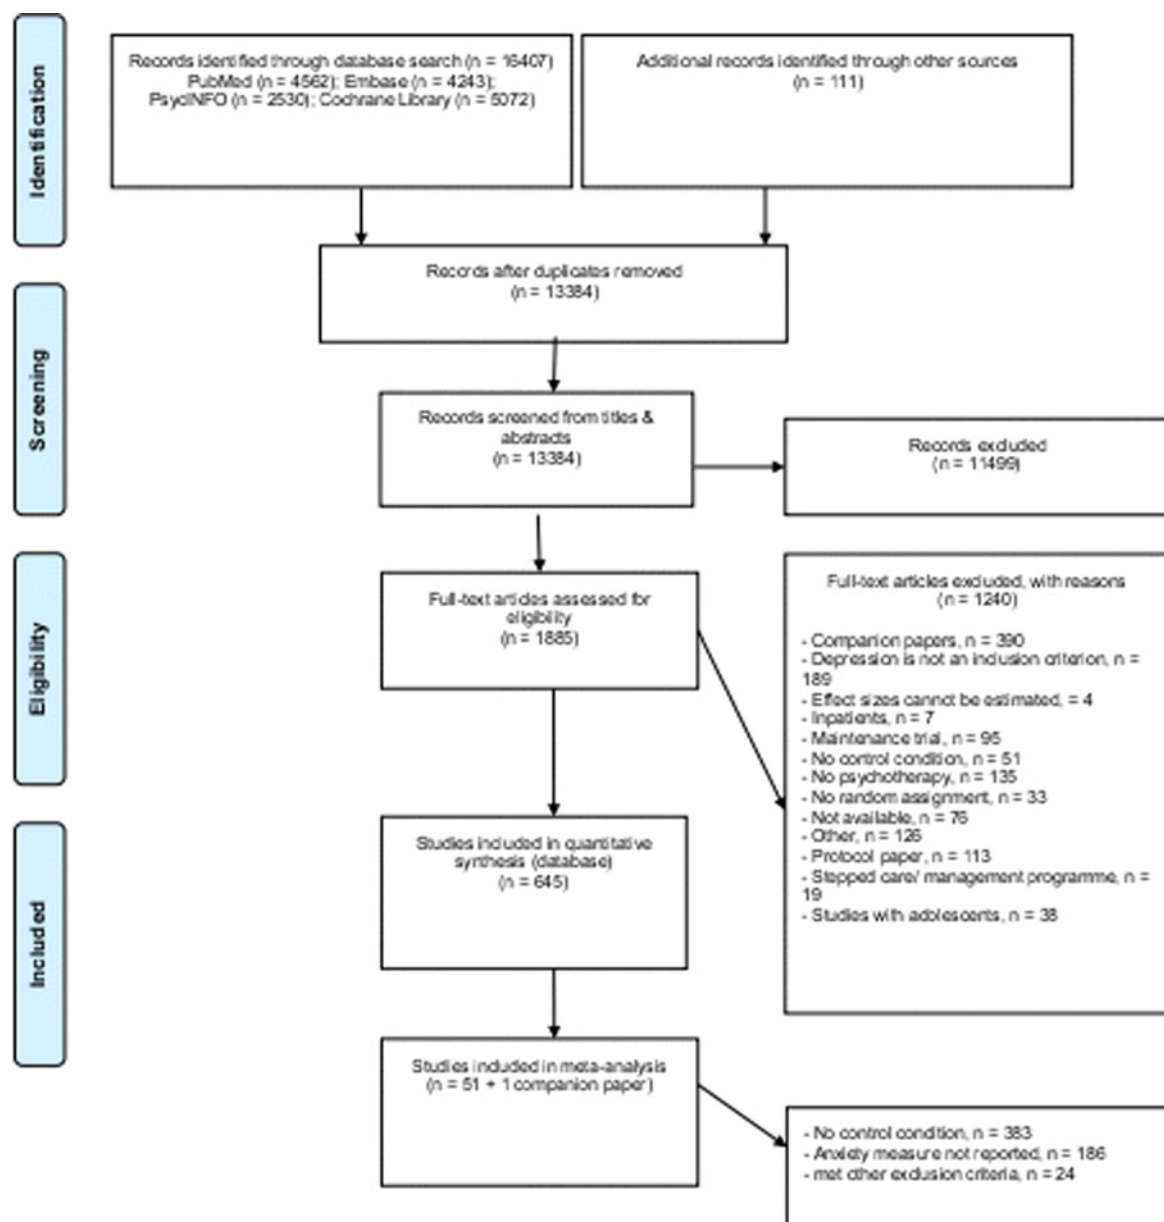 Identification
Records identified through database search (n = 16407)
PubMed (n = 4562); Embase (n = 4243);
PsycINFO (n = 2530); Cochrane Library (n = 5072)
Additional records identified through other sources
(n = 111)
Records after duplicates removed
(n = 13384)
Screening
Records screened from titles &
abstracts
(n = 13384)
Records excluded
(n = 11499)
Eligibility
Full-text articles assessed for
eligibility
(n = 1885)
Full-text articles excluded, with reasons
(n = 1240)
- Companion papers, n = 390
- Depression is not an inclusion criterion, n =
189
- Effect sizes cannot be estimated, = 4
- Inpatients, n = 7
- Maintenance trial, n = 95
- No control condition, n = 51
- No psychotherapy, n = 135
- No random assignment, n = 33
- Not available, n = 76
- Other, n = 126
- Protocol paper, n = 113
- Stepped care/ management programme, n =
19
- Studies with adolescents, n = 38
Included
Studies included in quantitative
synthesis (database)
(n = 645)
Studies included in meta-analysis
(n = 51 + 1 companion paper)
- No control condition, n = 383
- Anxiety measure not reported, n = 186
- met other exclusion criteria, n = 24